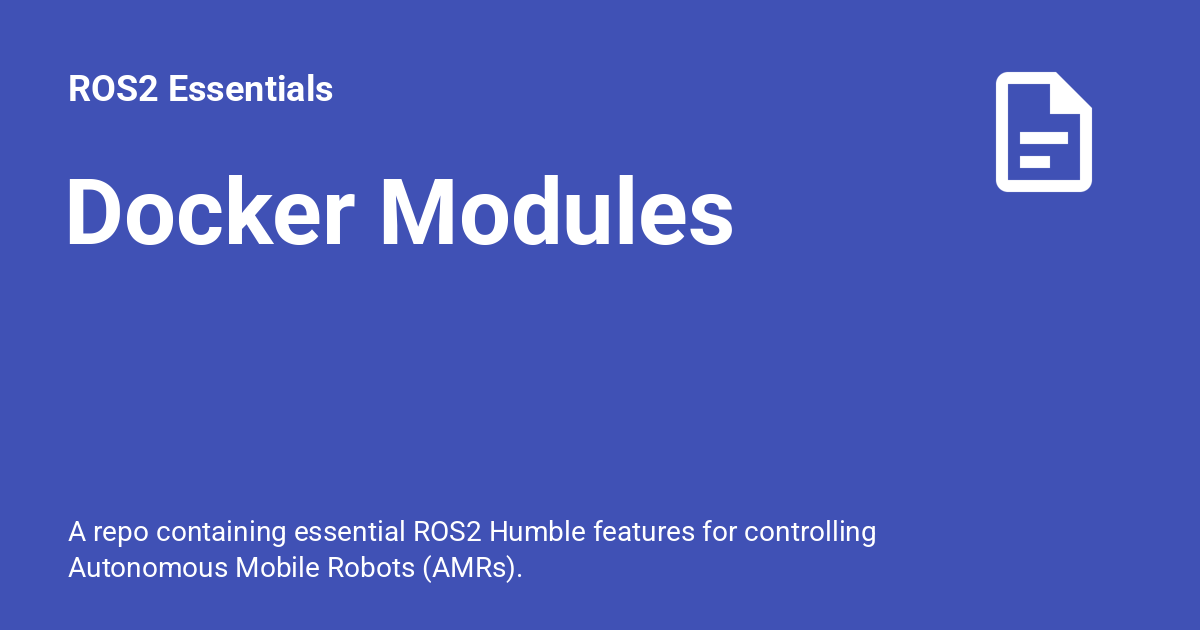 ROS2 Essentials
Docker Modules
A repo containing essential ROS2 Humble features for controlling
Autonomous Mobile Robots (AMRs).